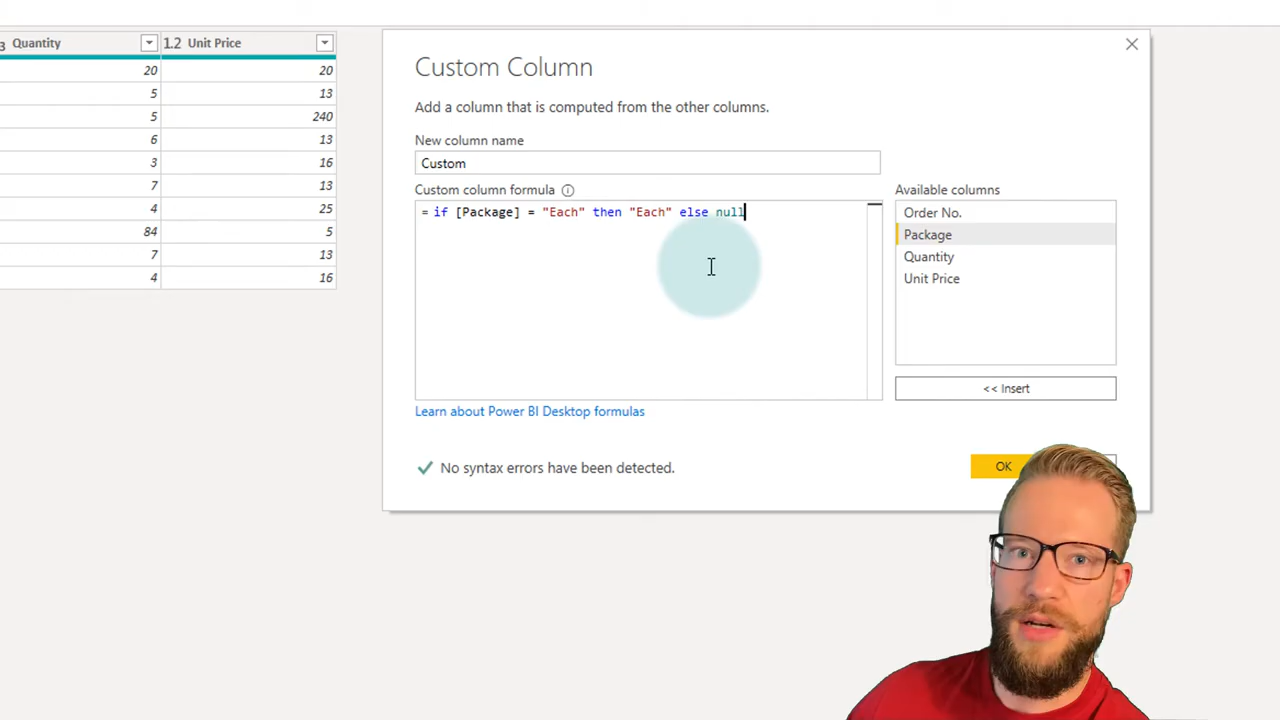 3 Quantity 1.2 Unit Price
20 20
5 13
5 240
6 13
3 16
7 13
4 25
84 5
7 13
4 16
Custom Column
Add a column that is computed from the other columns.
New column name
Custom
Custom column formula
= if [Package] = "Each" then "Each" else null
Available columns
Order No.
Package
Quantity
Unit Price
<< Insert
Learn about Power BI Desktop formulas
No syntax errors have been detected.
OK